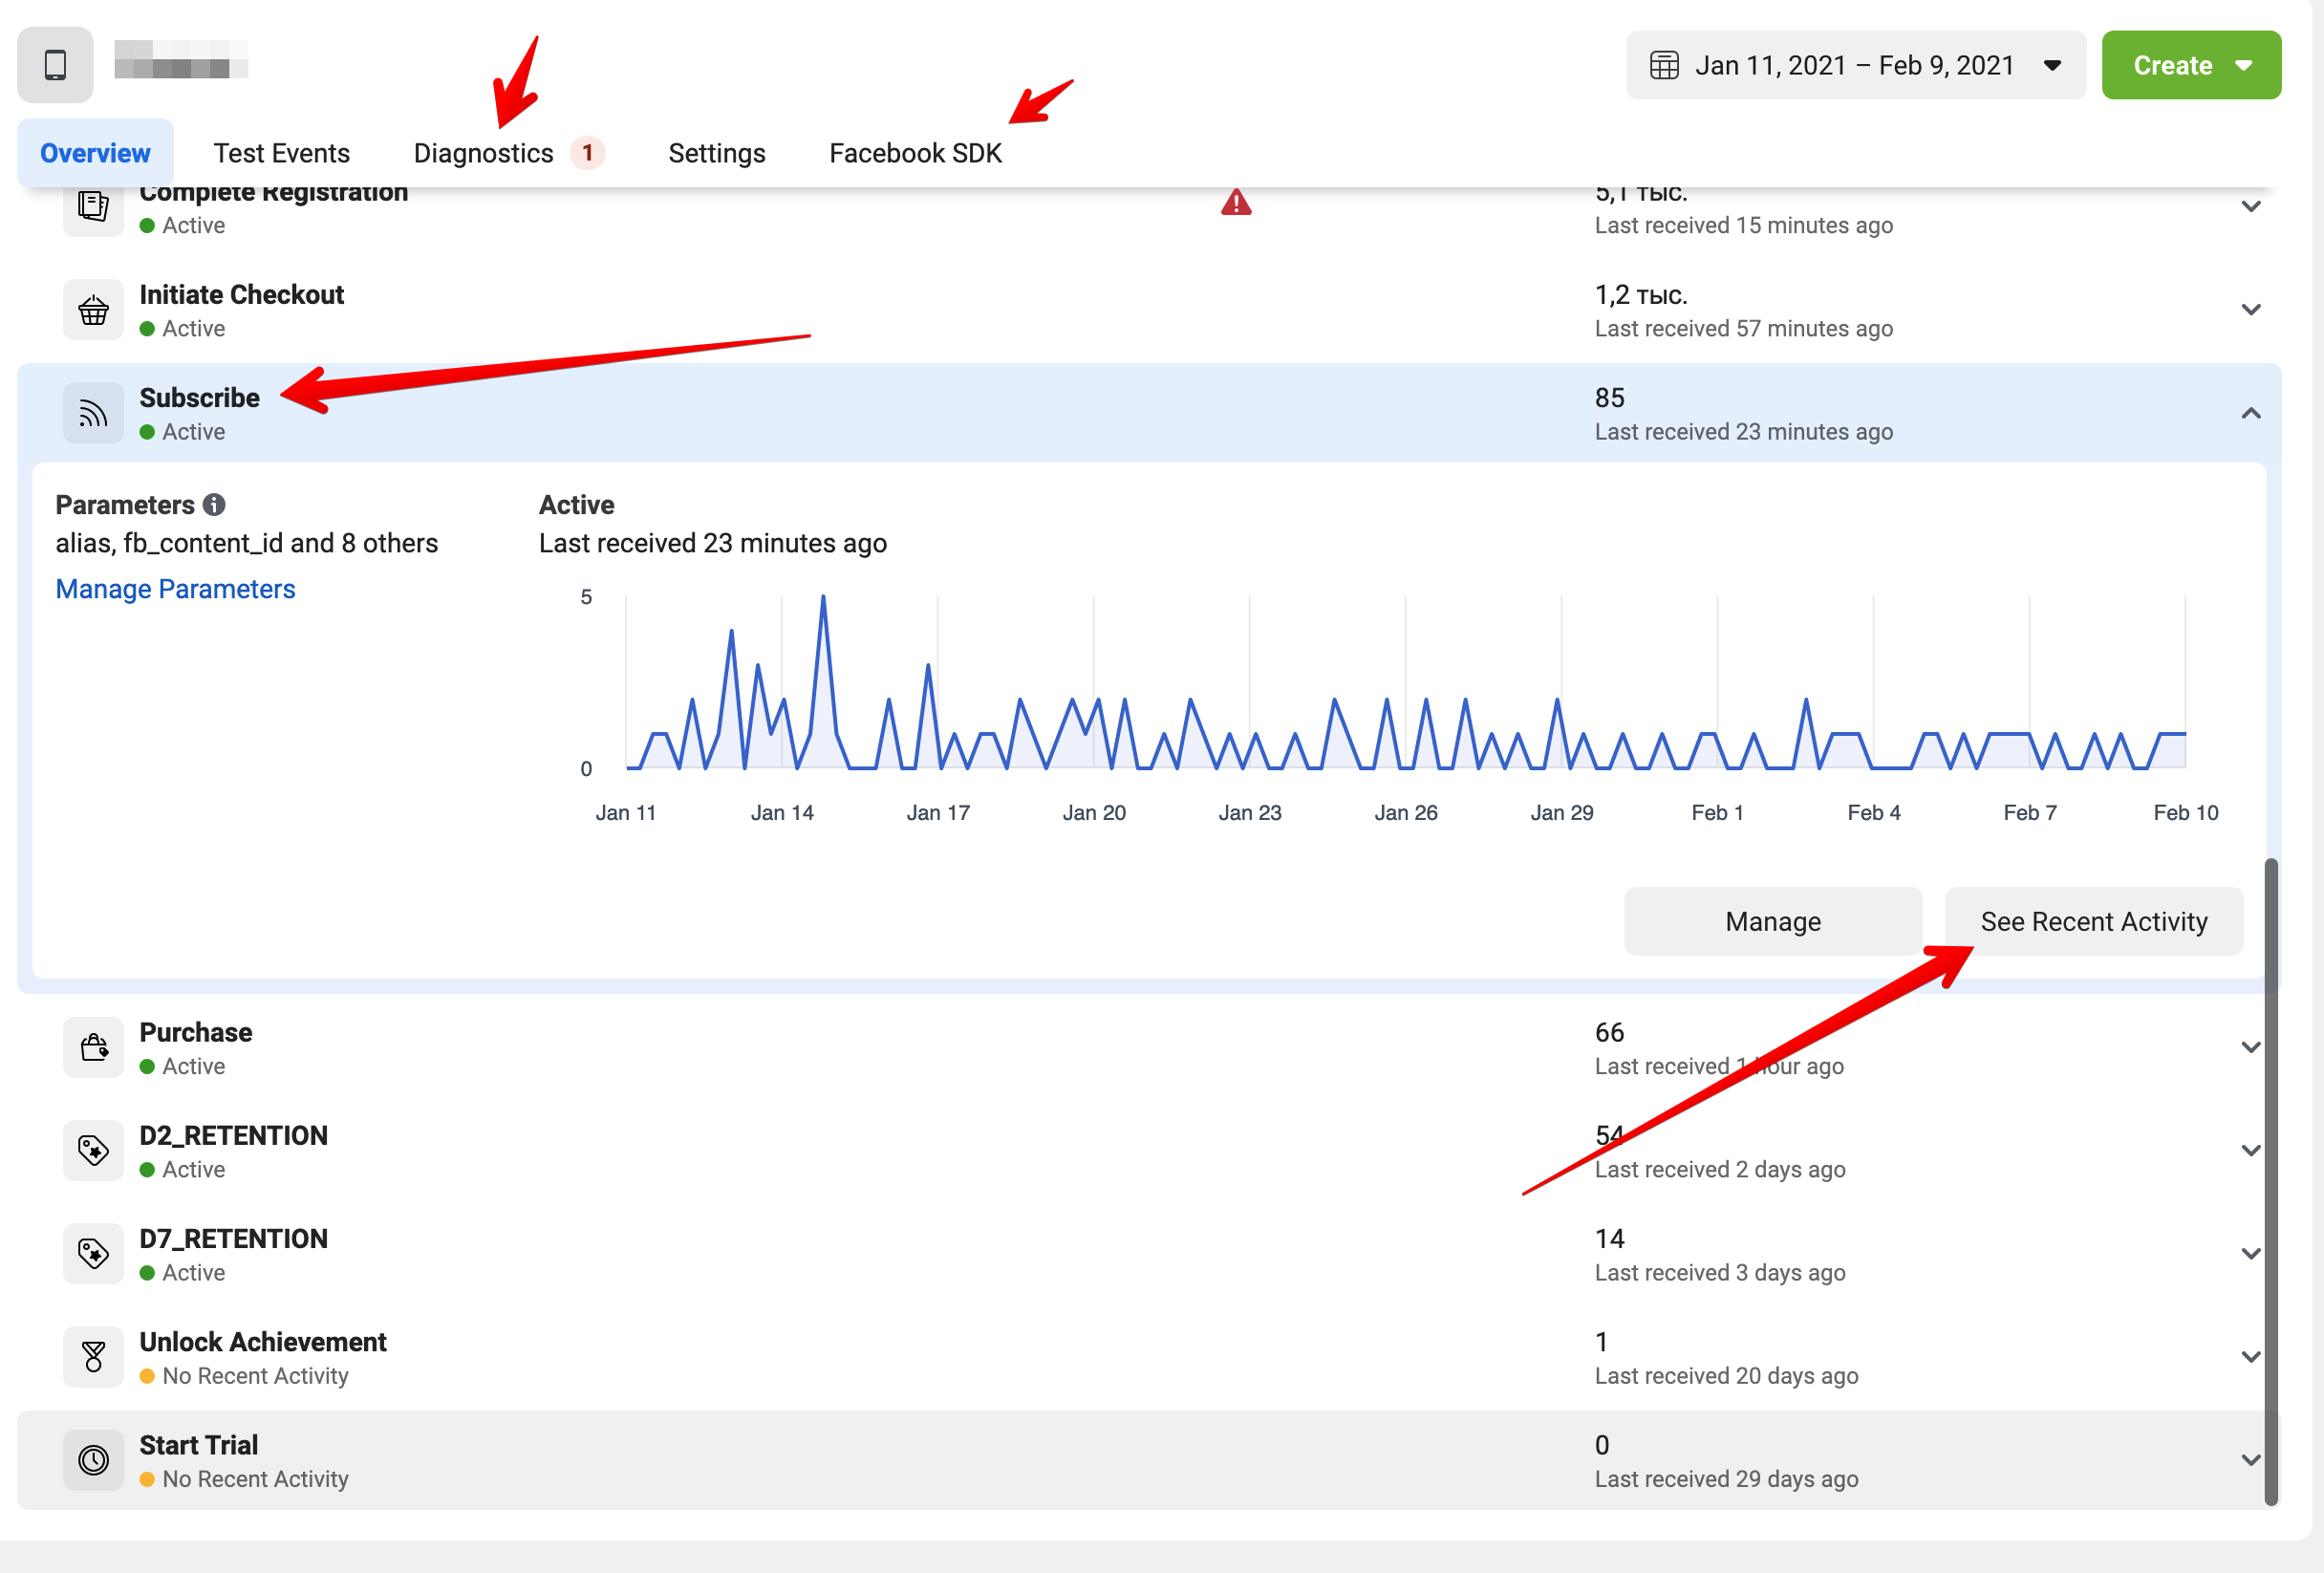 Jan 11, 2021 – Feb 9, 2021
Create
Overview
Test Events
Diagnostics 1
Settings
Facebook SDK
Complete Registration
Active
5,1 тыс.
Last received 15 minutes ago
Initiate Checkout
Active
1,2 тыс.
Last received 57 minutes ago
Subscribe
Active
85
Last received 23 minutes ago
Parameters
alias, fb_content_id and 8 others
Manage Parameters
Active
Last received 23 minutes ago
5
0
Jan 11 Jan 14 Jan 17 Jan 20 Jan 23 Jan 26 Jan 29 Feb 1 Feb 4 Feb 7 Feb 10
Manage
See Recent Activity
Purchase
Active
66
Last received 1 hour ago
D2_RETENTION
Active
54
Last received 2 days ago
D7_RETENTION
Active
14
Last received 3 days ago
Unlock Achievement
No Recent Activity
1
Last received 20 days ago
Start Trial
No Recent Activity
0
Last received 29 days ago